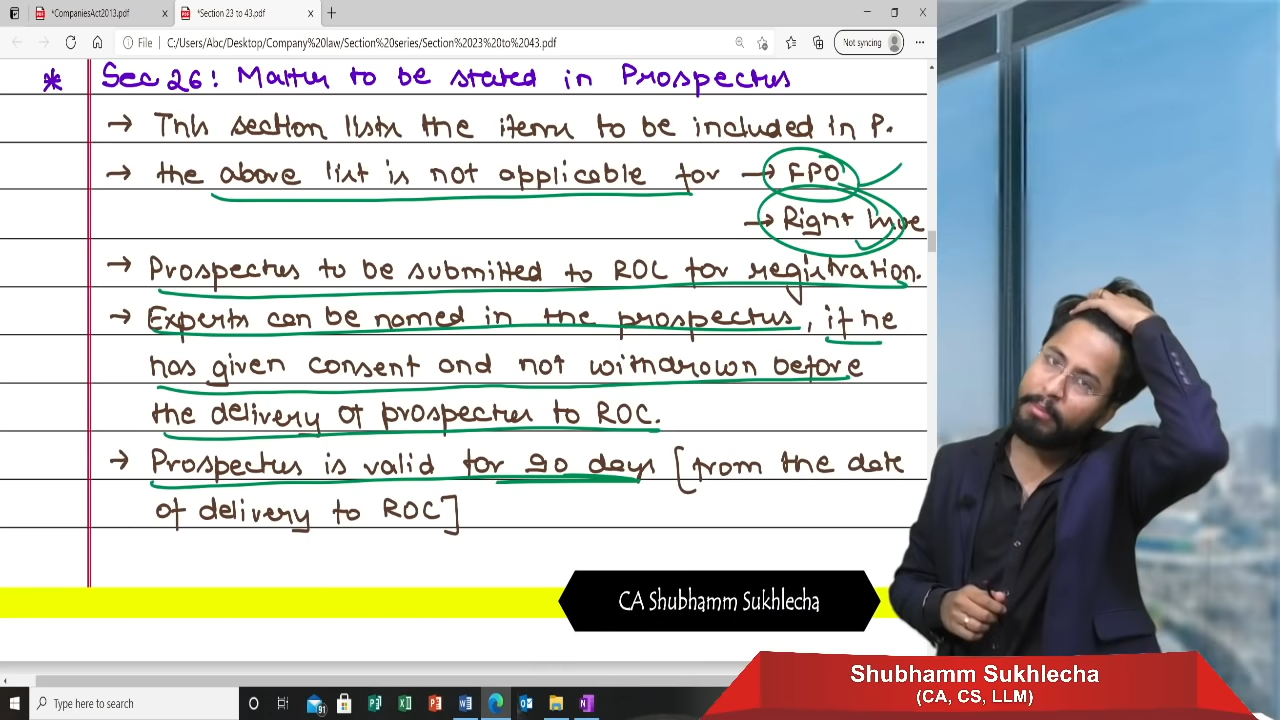 *CompaniesAct2013.pdf
*Section 23 to 43.pdf
File
C:/Users/Abc/Desktop/Company%20law/Section%20series/Section%2023%20to%2043.pdf
Not syncing
* Sec 26: Matter to be stated in Prospectus
→ This section lists the items to be included in P.
→ the above list is not applicable for → FPO
→ Right Issue
→ Prospectus to be submitted to ROC for registration.
→ Experts can be named in the prospectus, if he
has given consent and not withdrawn before
the delivery of prospectus to ROC.
→ Prospectus is valid for 90 days [from the date
of delivery to ROC]
CA Shubhamm Sukhlecha
Shubhamm Sukhlecha
(CA, CS, LLM)
Type here to search
91